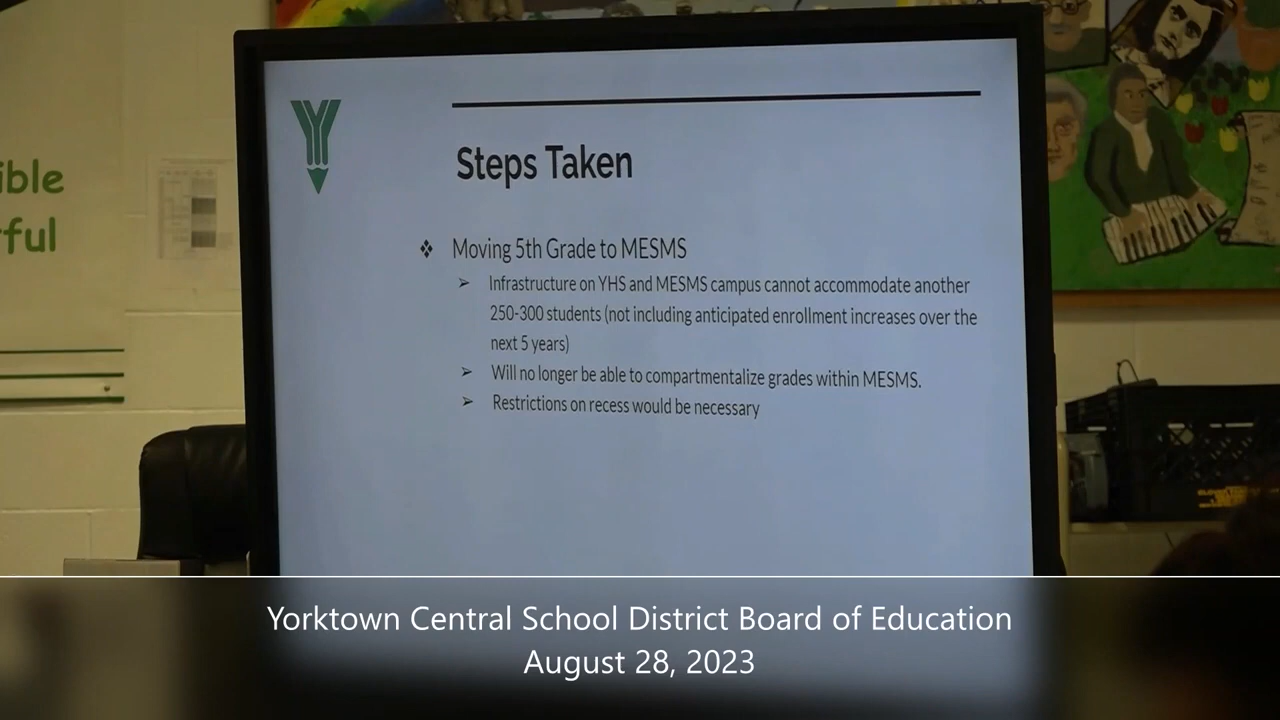 ible
rful
Steps Taken
❖ Moving 5th Grade to MESMS
➢ Infrastructure on YHS and MESMS campus cannot accommodate another
250-300 students (not including anticipated enrollment increases over the
next 5 years)
➢ Will no longer be able to compartmentalize grades within MESMS.
➢ Restrictions on recess would be necessary
Yorktown Central School District Board of Education
August 28, 2023